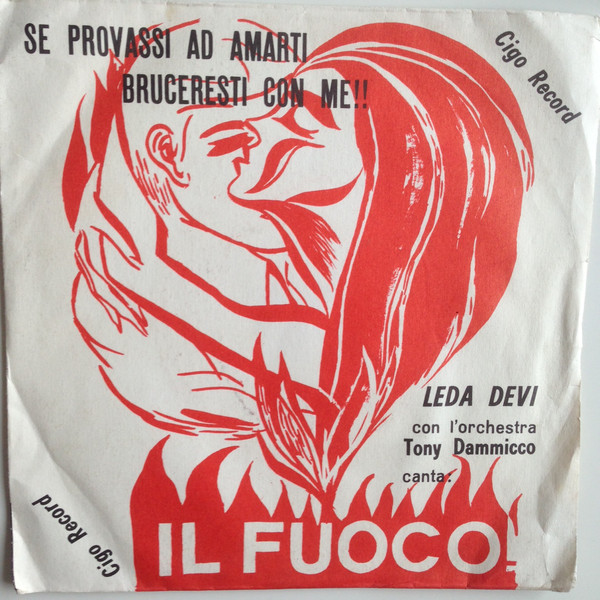 SE PROVASSI AD AMARTI
BRUCERESTI CON ME!!
Cigo Record
LEDA DEVI
con l'orchestra
Tony Dammicco
canta:
Cigo Record
IL FUOCO!